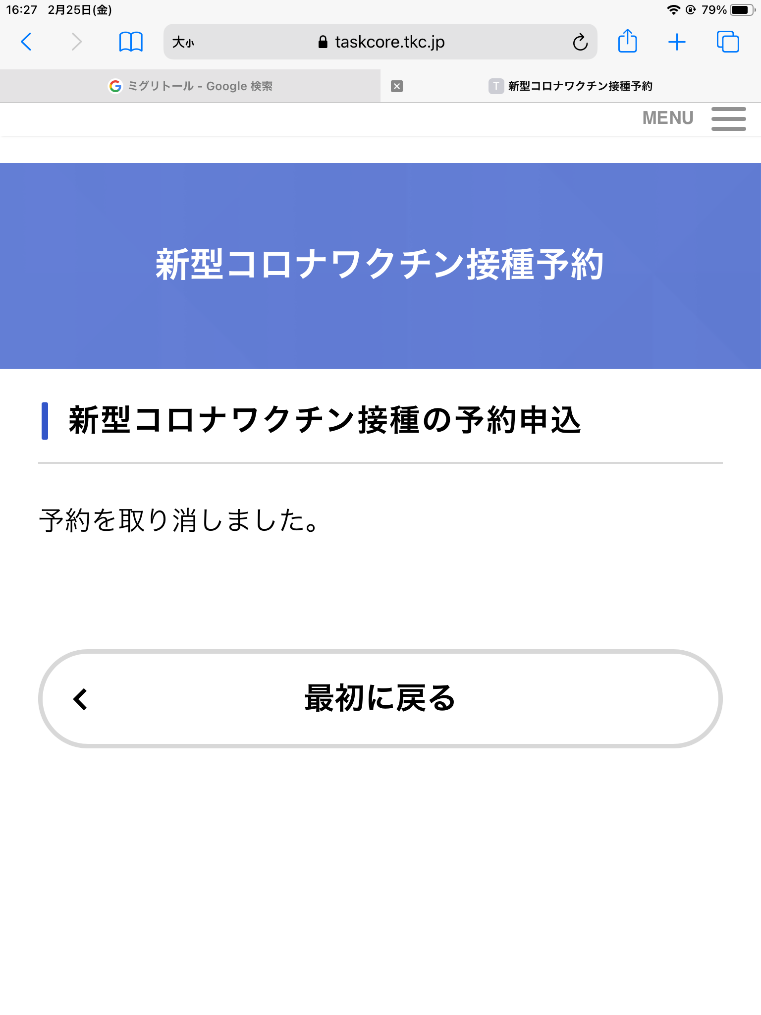 16:27 2月25日(金) 79%
大小 taskcore.tkc.jp
ミグリトール - Google 検索
T 新型コロナワクチン接種予約
MENU
新型コロナワクチン接種予約
新型コロナワクチン接種の予約申込
予約を取り消しました。
最初に戻る